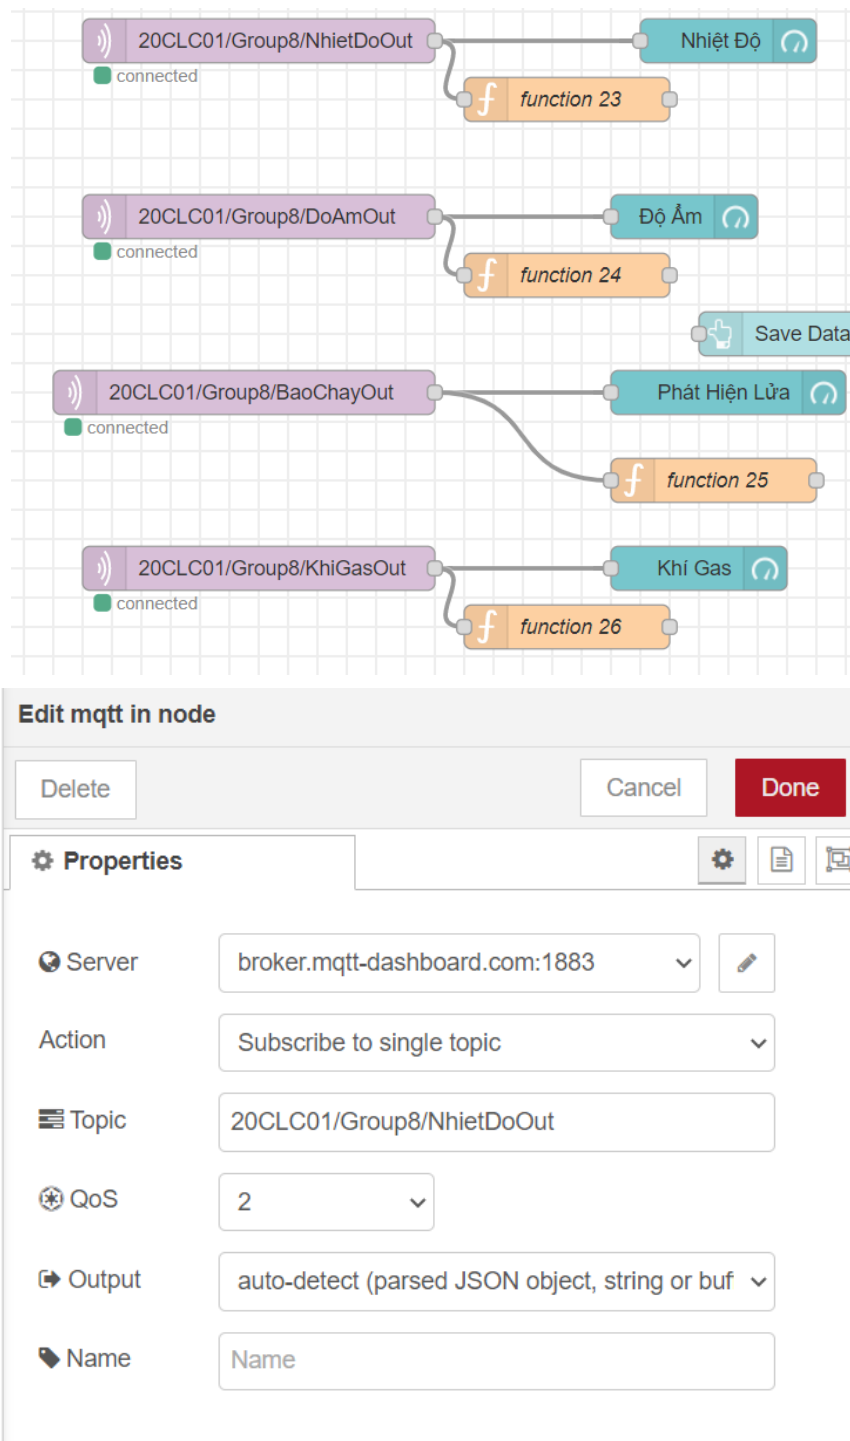 20CLC01/Group8/NhietDoOut
Nhiệt Độ
connected
function 23
20CLC01/Group8/DoAmOut
Độ Ẩm
connected
function 24
Save Data
20CLC01/Group8/BaoChayOut
Phát Hiện Lửa
connected
function 25
20CLC01/Group8/KhiGasOut
Khí Gas
connected
function 26
Edit mqtt in node
Delete
Cancel
Done
Properties
Server
broker.mqtt-dashboard.com:1883
Action
Subscribe to single topic
Topic
20CLC01/Group8/NhietDoOut
QoS
2
Output
auto-detect (parsed JSON object, string or buf
Name
Name